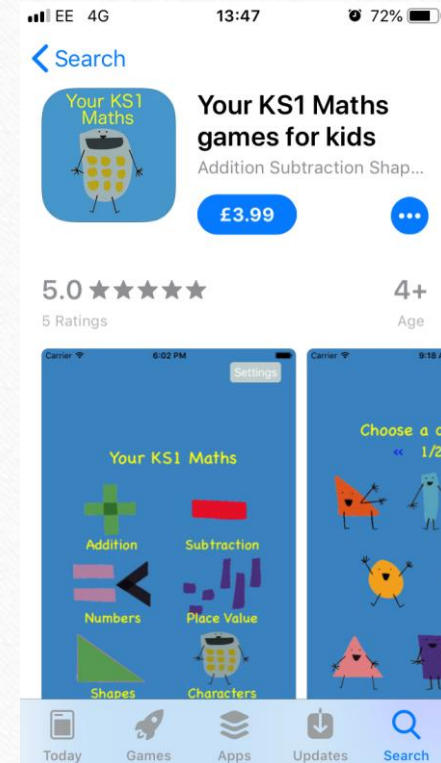 EE 4G 13:47 72%
Search
Your KS1
Maths
Your KS1 Maths
games for kids
Addition Subtraction Shap...
£3.99
5.0 ★★★★★ 4+
5 Ratings Age
Carrier 6:02 PM
Settings
Your KS1 Maths
Addition Subtraction
Numbers Place Value
Shapes Characters
Carrier 9:18 A
Choose a c
« 1/2
Today Games Apps Updates Search